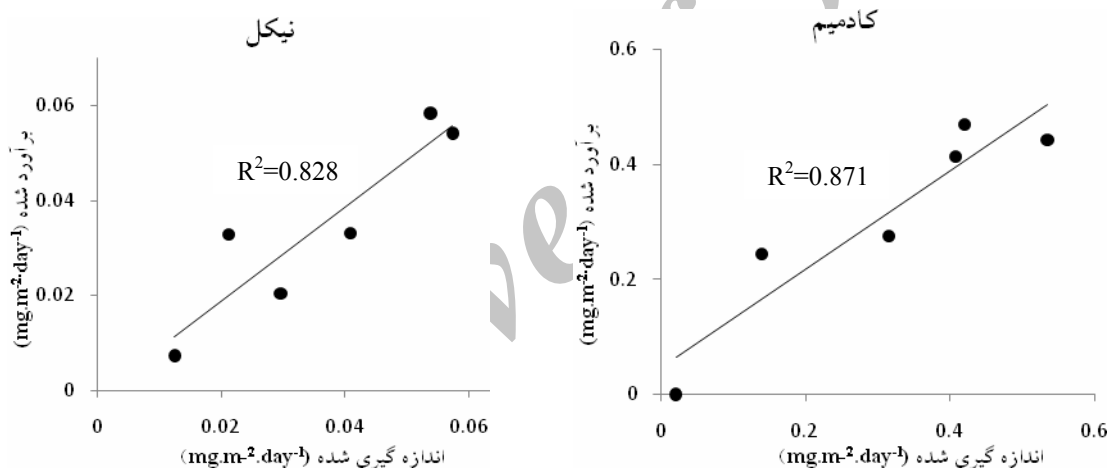 نیکل
0.06
0.04
0.02
0
برآورد شده (mg.m-2.day-1)
R2=0.828
0
0.02
0.04
0.06
اندازه گیری شده (mg.m-2.day-1)
کادمیم
0.6
0.4
0.2
0
برآورد شده (mg.m-2.day-1)
R2=0.871
0
0.2
0.4
0.6
اندازه گیری شده (mg.m-2.day-1)